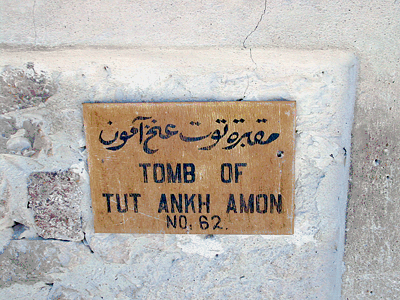 مقبرة توت عنخ آمون
TOMB OF
TUT ANKH AMON
NO. 62.